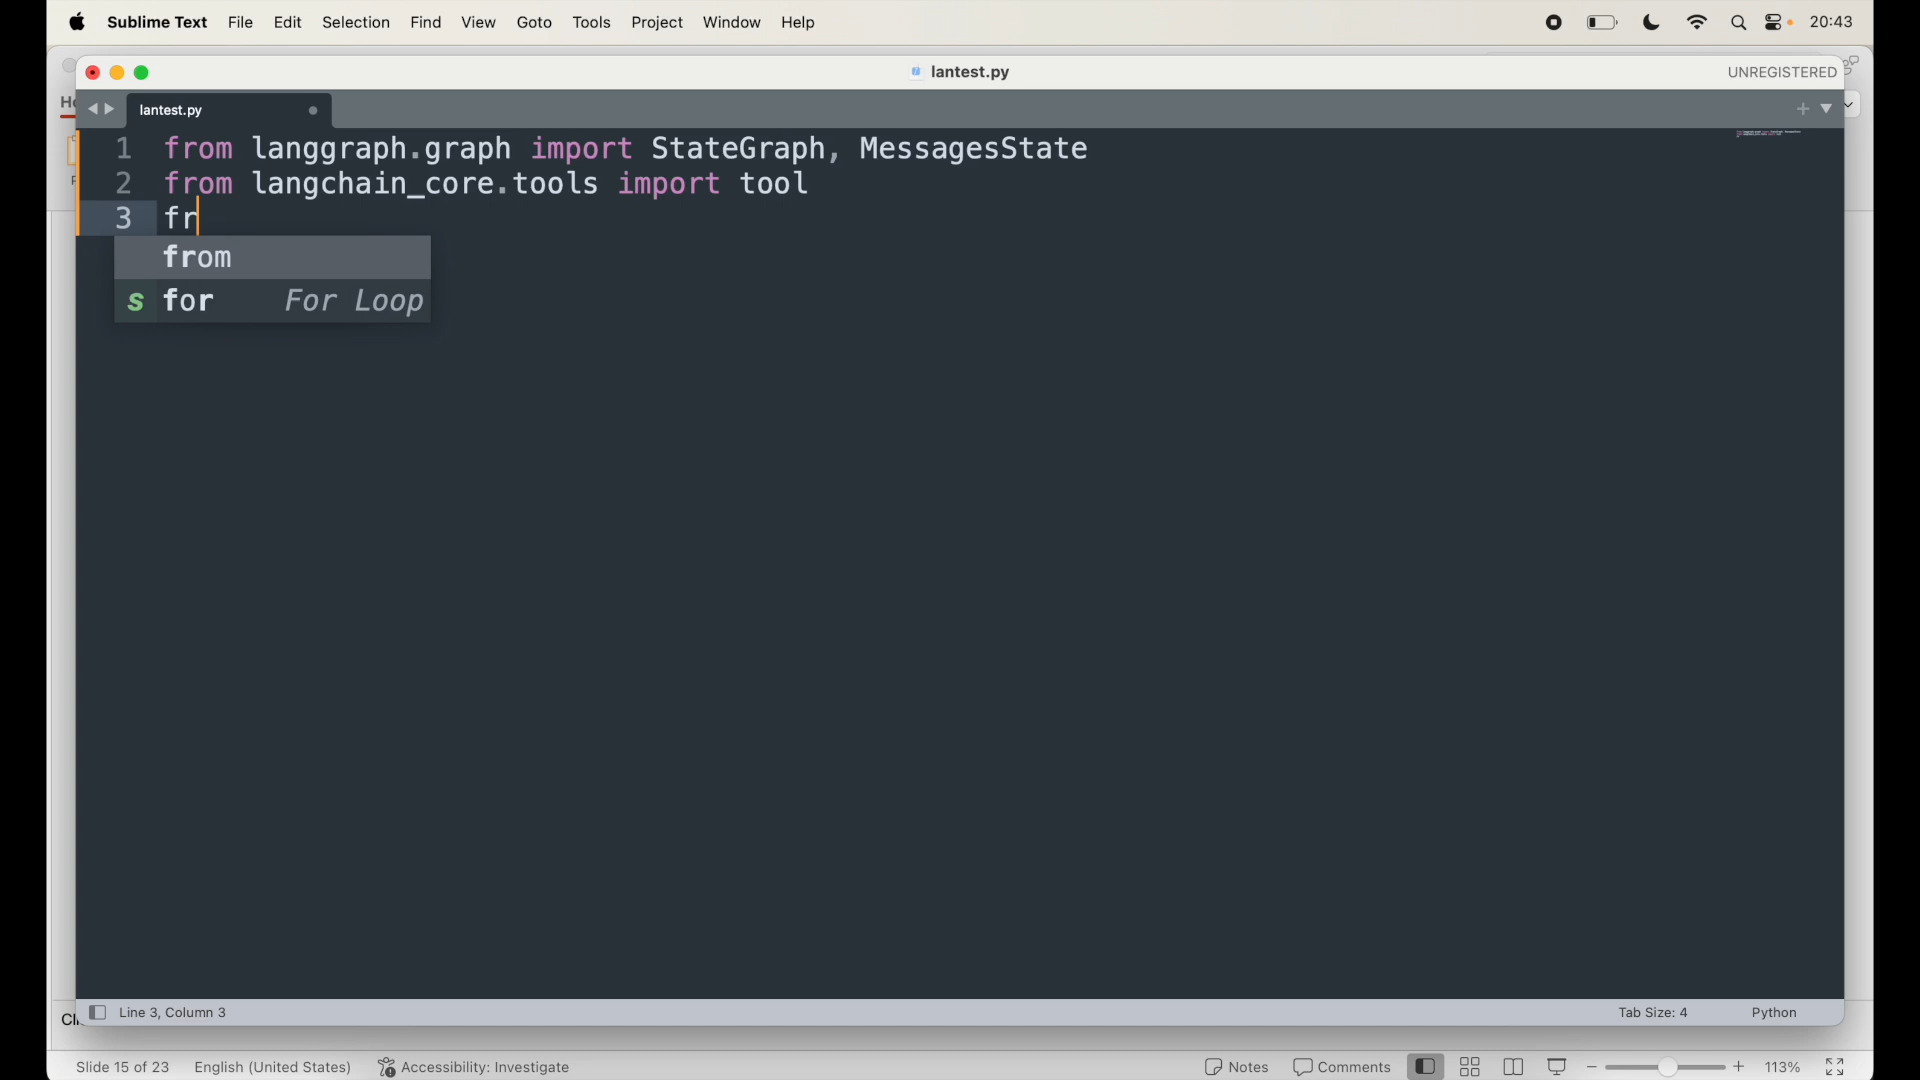 Sublime Text File Edit Selection Find View Goto Tools Project Window Help 20:43
lantest.py UNREGISTERED
lantest.py
1 from langgraph.graph import StateGraph, MessagesState
2 from langchain_core.tools import tool
3 fr
from
s for For Loop
Line 3, Column 3 Tab Size: 4 Python
Slide 15 of 23 English (United States) Accessibility: Investigate Notes Comments 113%